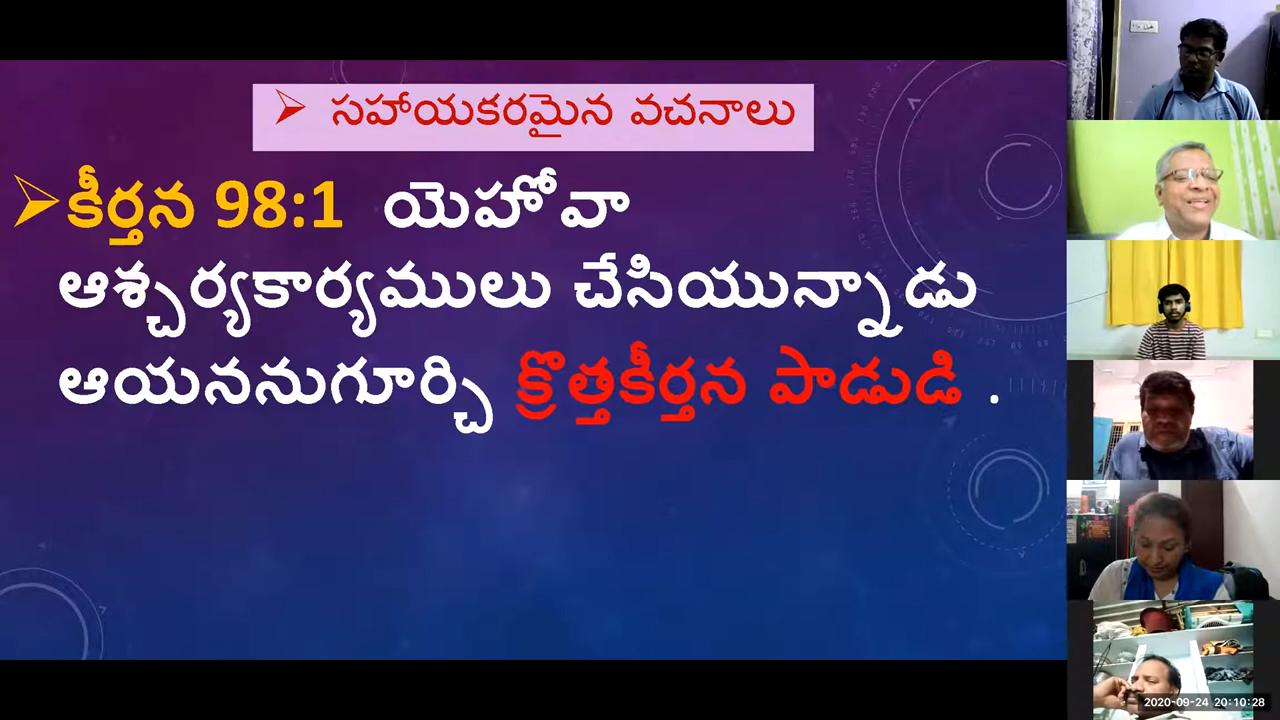 ➢ సహాయకరమైన వచనాలు
➢కీర్తన 98:1 యెహోవా
ఆశ్చర్యకార్యములు చేసియున్నాడు
ఆయననుగూర్చి క్రొత్తకీర్తన పాడుడి .
2020-09-24 20:10:28